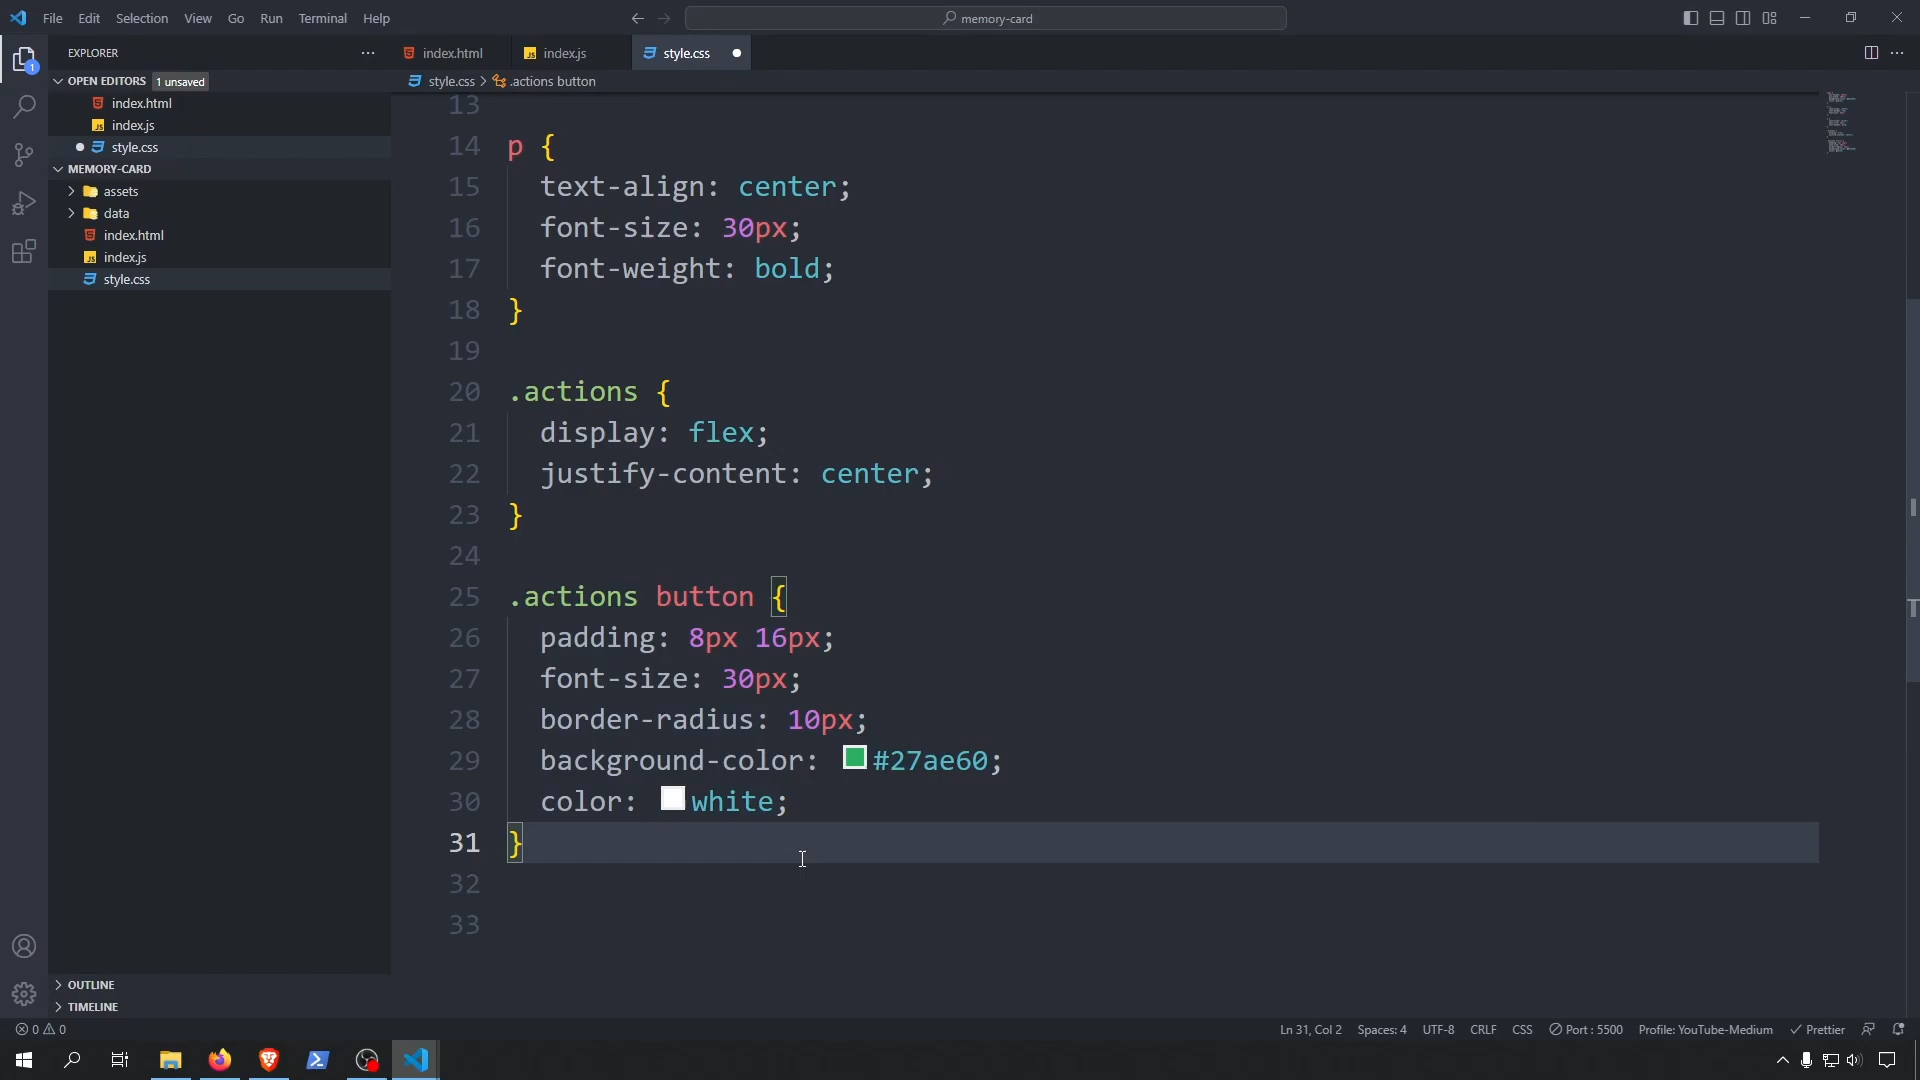 File Edit Selection View Go Run Terminal Help
memory-card
EXPLORER
index.html
index.js
style.css
OPEN EDITORS 1 unsaved
style.css > .actions button
index.html
index.js
style.css
MEMORY-CARD
assets
data
index.html
index.js
style.css
13
14 p {
15 text-align: center;
16 font-size: 30px;
17 font-weight: bold;
18 }
19
20 .actions {
21 display: flex;
22 justify-content: center;
23 }
24
25 .actions button {
26 padding: 8px 16px;
27 font-size: 30px;
28 border-radius: 10px;
29 background-color: #27ae60;
30 color: white;
31 }
32
33
OUTLINE
TIMELINE
0 0
Ln 31, Col 2 Spaces: 4 UTF-8 CRLF CSS Port : 5500 Profile: YouTube-Medium Prettier